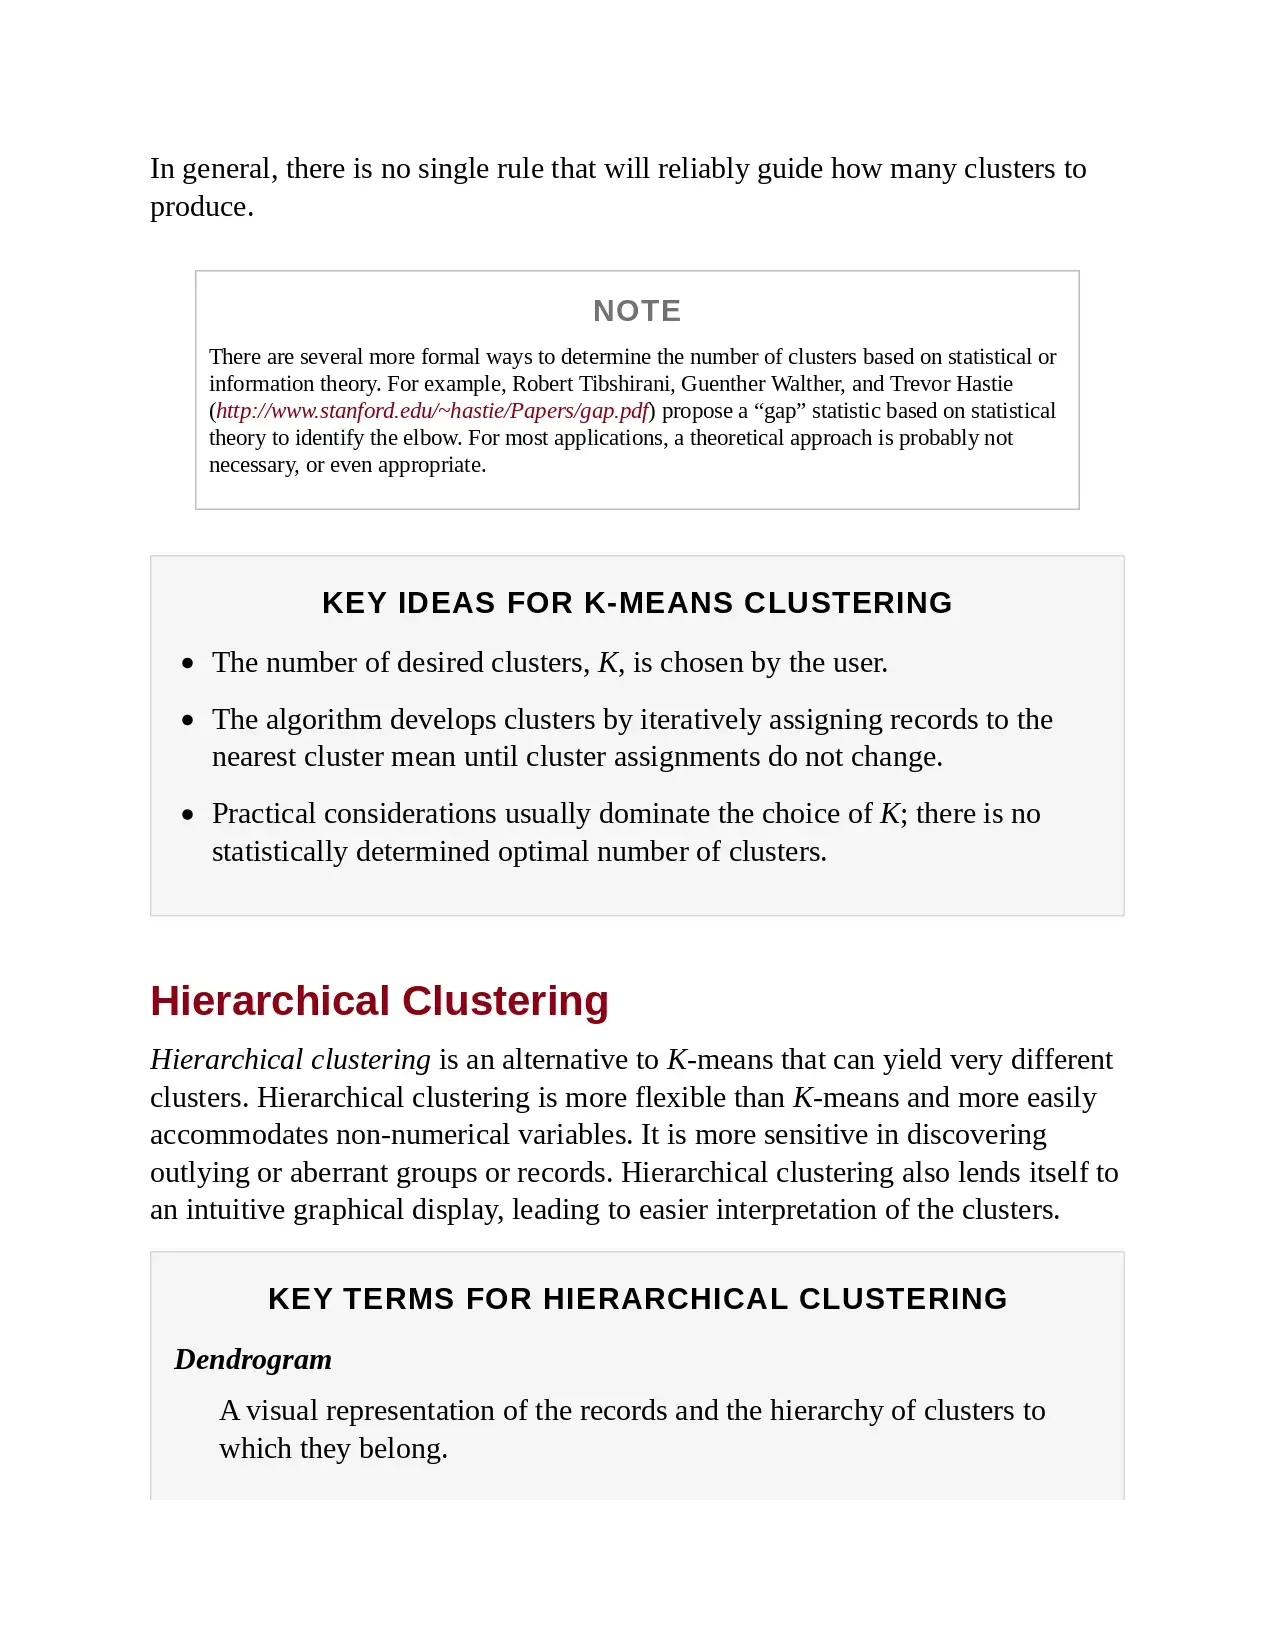 In general, there is no single rule that will reliably guide how many clusters to
produce.
NOTE
There are several more formal ways to determine the number of clusters based on statistical or
information theory. For example, Robert Tibshirani, Guenther Walther, and Trevor Hastie
(http://www.stanford.edu/~hastie/Papers/gap.pdf) propose a “gap” statistic based on statistical
theory to identify the elbow. For most applications, a theoretical approach is probably not
necessary, or even appropriate.
KEY IDEAS FOR K-MEANS CLUSTERING
• The number of desired clusters, K, is chosen by the user.
• The algorithm develops clusters by iteratively assigning records to the
nearest cluster mean until cluster assignments do not change.
• Practical considerations usually dominate the choice of K; there is no
statistically determined optimal number of clusters.
Hierarchical Clustering
Hierarchical clustering is an alternative to K-means that can yield very different
clusters. Hierarchical clustering is more flexible than K-means and more easily
accommodates non-numerical variables. It is more sensitive in discovering
outlying or aberrant groups or records. Hierarchical clustering also lends itself to
an intuitive graphical display, leading to easier interpretation of the clusters.
KEY TERMS FOR HIERARCHICAL CLUSTERING
Dendrogram
A visual representation of the records and the hierarchy of clusters to
which they belong.